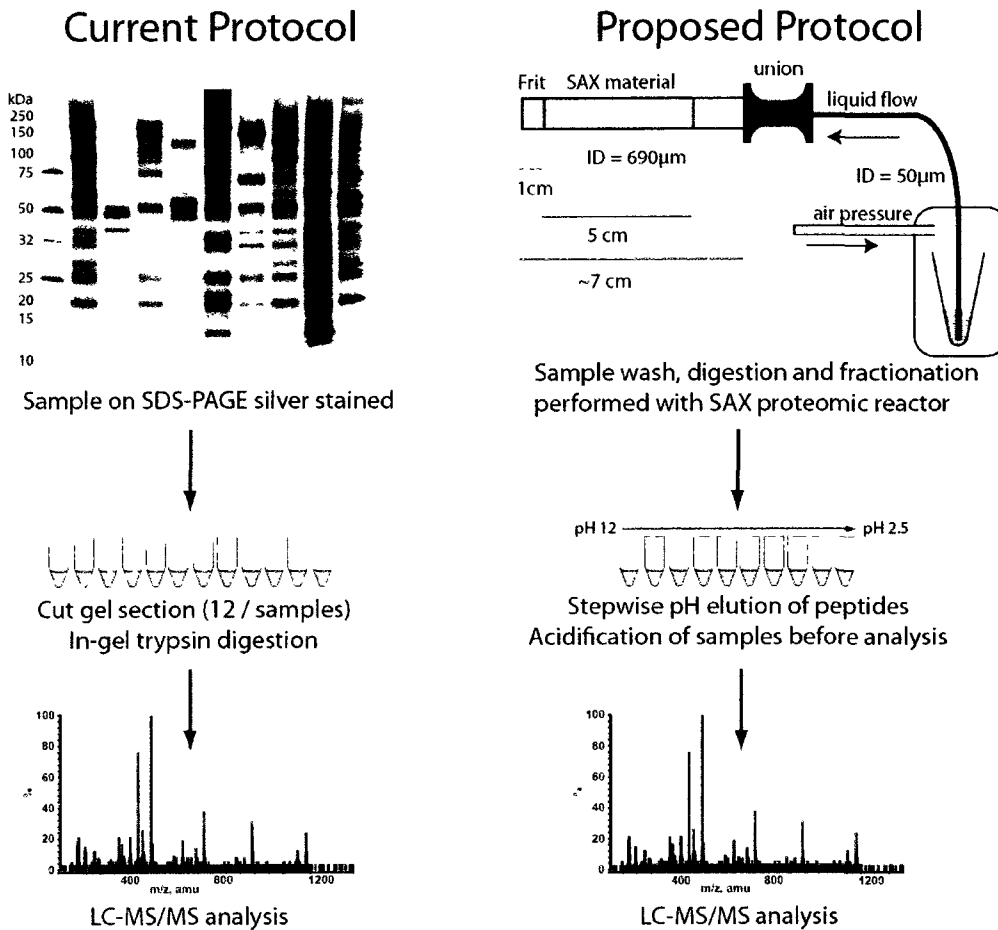 Current Protocol
kDa
250
150
100
75
50
32
25
20
15
10
Sample on SDS-PAGE silver stained
Cut gel section (12 / samples)
In-gel trypsin digestion
100
80
60
40
20
0
%
400
800
1200
m/z, amu
LC-MS/MS analysis
Proposed Protocol
union
Frit
SAX material
liquid flow
ID = 690µm
ID = 50µm
1cm
air pressure
5 cm
~7 cm
Sample wash, digestion and fractionation
performed with SAX proteomic reactor
pH 12
pH 2.5
Stepwise pH elution of peptides
Acidification of samples before analysis
100
80
60
40
20
0
%
400
800
1200
m/z, amu
LC-MS/MS analysis